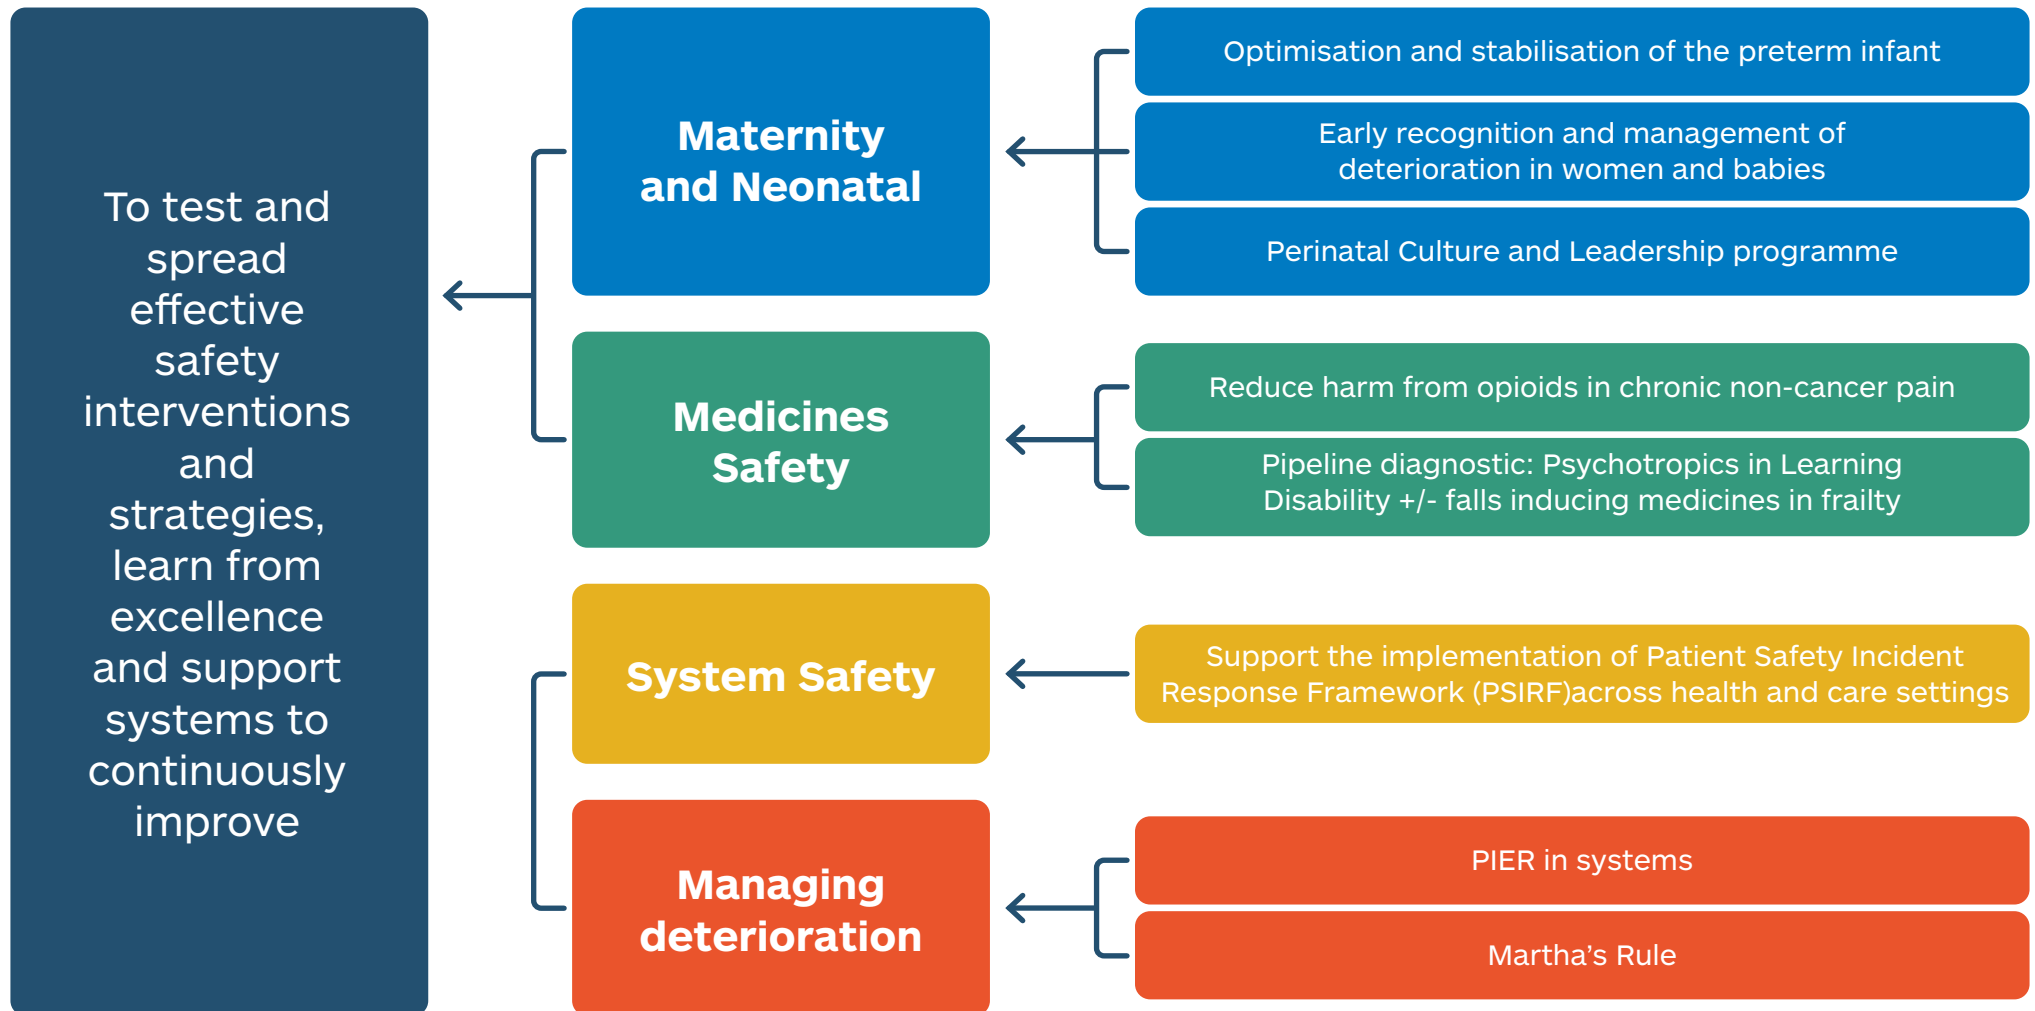 To test and
spread
effective
safety
interventions
and
strategies,
learn from
excellence
and support
systems to
continuously
improve
Maternity
and Neonatal
Optimisation and stabilisation of the preterm infant
Early recognition and management of
deterioration in women and babies
Perinatal Culture and Leadership programme
Medicines
Safety
Reduce harm from opioids in chronic non-cancer pain
Pipeline diagnostic: Psychotropics in Learning
Disability +/- falls inducing medicines in frailty
System Safety
Support the implementation of Patient Safety Incident
Response Framework (PSIRF)across health and care settings
Managing
deterioration
PIER in systems
Martha’s Rule